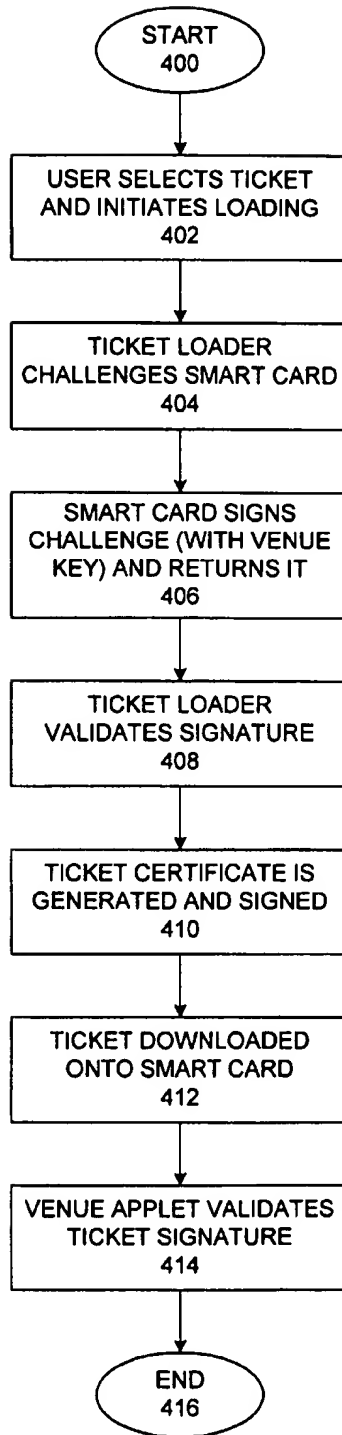 START
400
USER SELECTS TICKET
AND INITIATES LOADING
402
TICKET LOADER
CHALLENGES SMART CARD
404
SMART CARD SIGNS
CHALLENGE (WITH VENUE
KEY) AND RETURNS IT
406
TICKET LOADER
VALIDATES SIGNATURE
408
TICKET CERTIFICATE IS
GENERATED AND SIGNED
410
TICKET DOWNLOADED
ONTO SMART CARD
412
VENUE APPLET VALIDATES
TICKET SIGNATURE
414
END
416